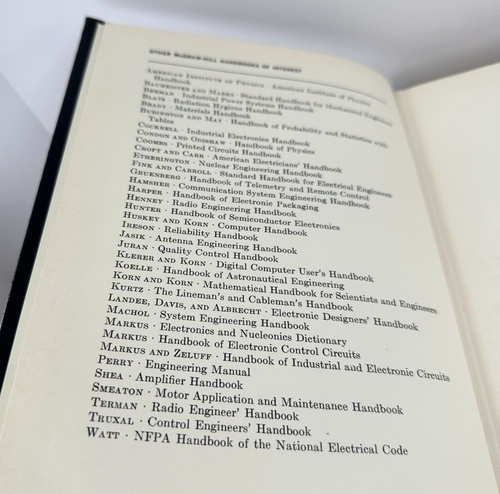 OTHER McGRAW-HILL HANDBOOKS OF INTEREST
AMERICAN INSTITUTE OF PHYSICS · American Institute of Physics
Handbook
BAUMEISTER AND MARKS · Standard Handbook for Mechanical Engineers
BEEMAN · Industrial Power Systems Handbook
BLATZ · Radiation Hygiene Handbook
BRADY · Materials Handbook
BURINGTON AND MAY · Handbook of Probability and Statistics with
Tables
COCKRELL · Industrial Electronics Handbook
CONDON AND ODISHAW · Handbook of Physics
COOMBS · Printed Circuits Handbook
CROFT AND CARR · American Electricians' Handbook
ETHERINGTON · Nuclear Engineering Handbook
FINK AND CARROLL · Standard Handbook for Electrical Engineers
GRUENBERG · Handbook of Telemetry and Remote Control
HAMSHER · Communication System Engineering Handbook
HARPER · Handbook of Electronic Packaging
HENNEY · Radio Engineering Handbook
HUNTER · Handbook of Semiconductor Electronics
HUSKEY AND KORN · Computer Handbook
IRESON · Reliability Handbook
JASIK · Antenna Engineering Handbook
JURAN · Quality Control Handbook
KLERER AND KORN · Digital Computer User's Handbook
KOELLE · Handbook of Astronautical Engineering
KORN AND KORN · Mathematical Handbook for Scientists and Engineers
KURTZ · The Lineman's and Cableman's Handbook
LANDEE, DAVIS, AND ALBRECHT · Electronic Designers' Handbook
MACHOL · System Engineering Handbook
MARKUS · Electronics and Nucleonics Dictionary
MARKUS · Handbook of Electronic Control Circuits
MARKUS AND ZELUFF · Handbook of Industrial and Electronic Circuits
PERRY · Engineering Manual
SHEA · Amplifier Handbook
SMEATON · Motor Application and Maintenance Handbook
TERMAN · Radio Engineers' Handbook
TRUXAL · Control Engineers' Handbook
WATT · NFPA Handbook of the National Electrical Code